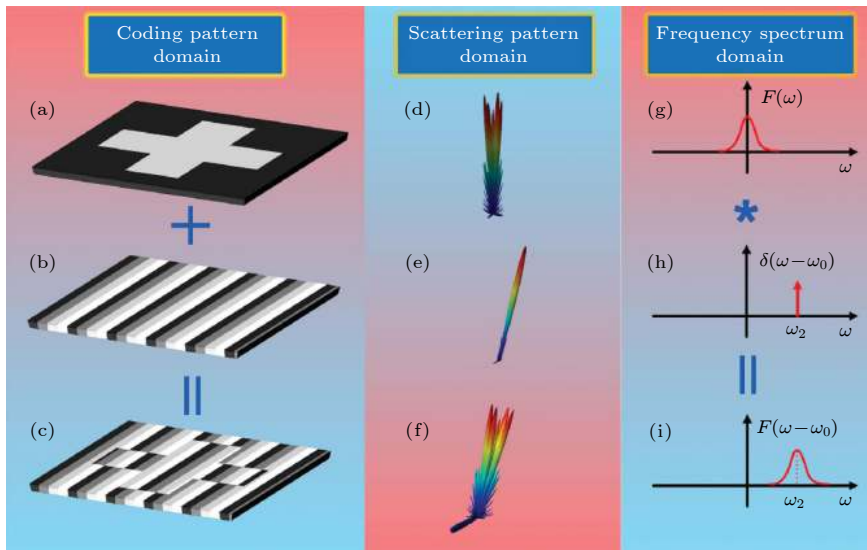 Coding pattern
domain
Scattering pattern
domain
Frequency spectrum
domain
(a)
(d)
(g)
F(ω)
ω
+
*
(b)
(e)
(h)
δ(ω−ω₀)
ω₂
ω
=
=
(c)
(f)
(i)
F(ω−ω₀)
ω₂
ω